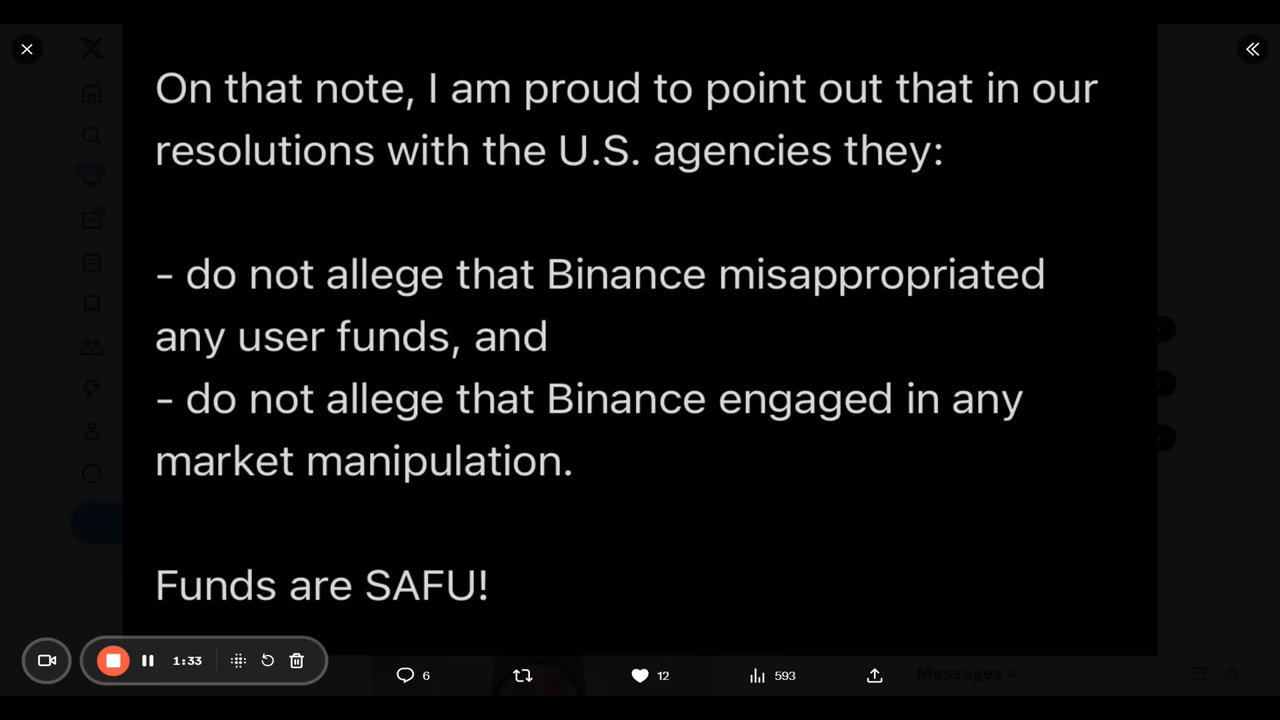 On that note, I am proud to point out that in our
resolutions with the U.S. agencies they:
- do not allege that Binance misappropriated
any user funds, and
- do not allege that Binance engaged in any
market manipulation.
Funds are SAFU!
1:33
6
12
593
Messages